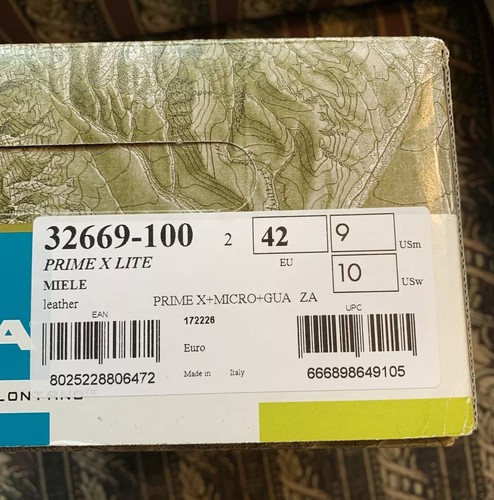 32669-100 2 42 9 USm
PRIME X LITE EU 10 USw
MIELE
leather PRIME X+MICRO+GUA ZA
EAN 172226 UPC
Euro
Made in Italy
8025228806472 666898649105
A